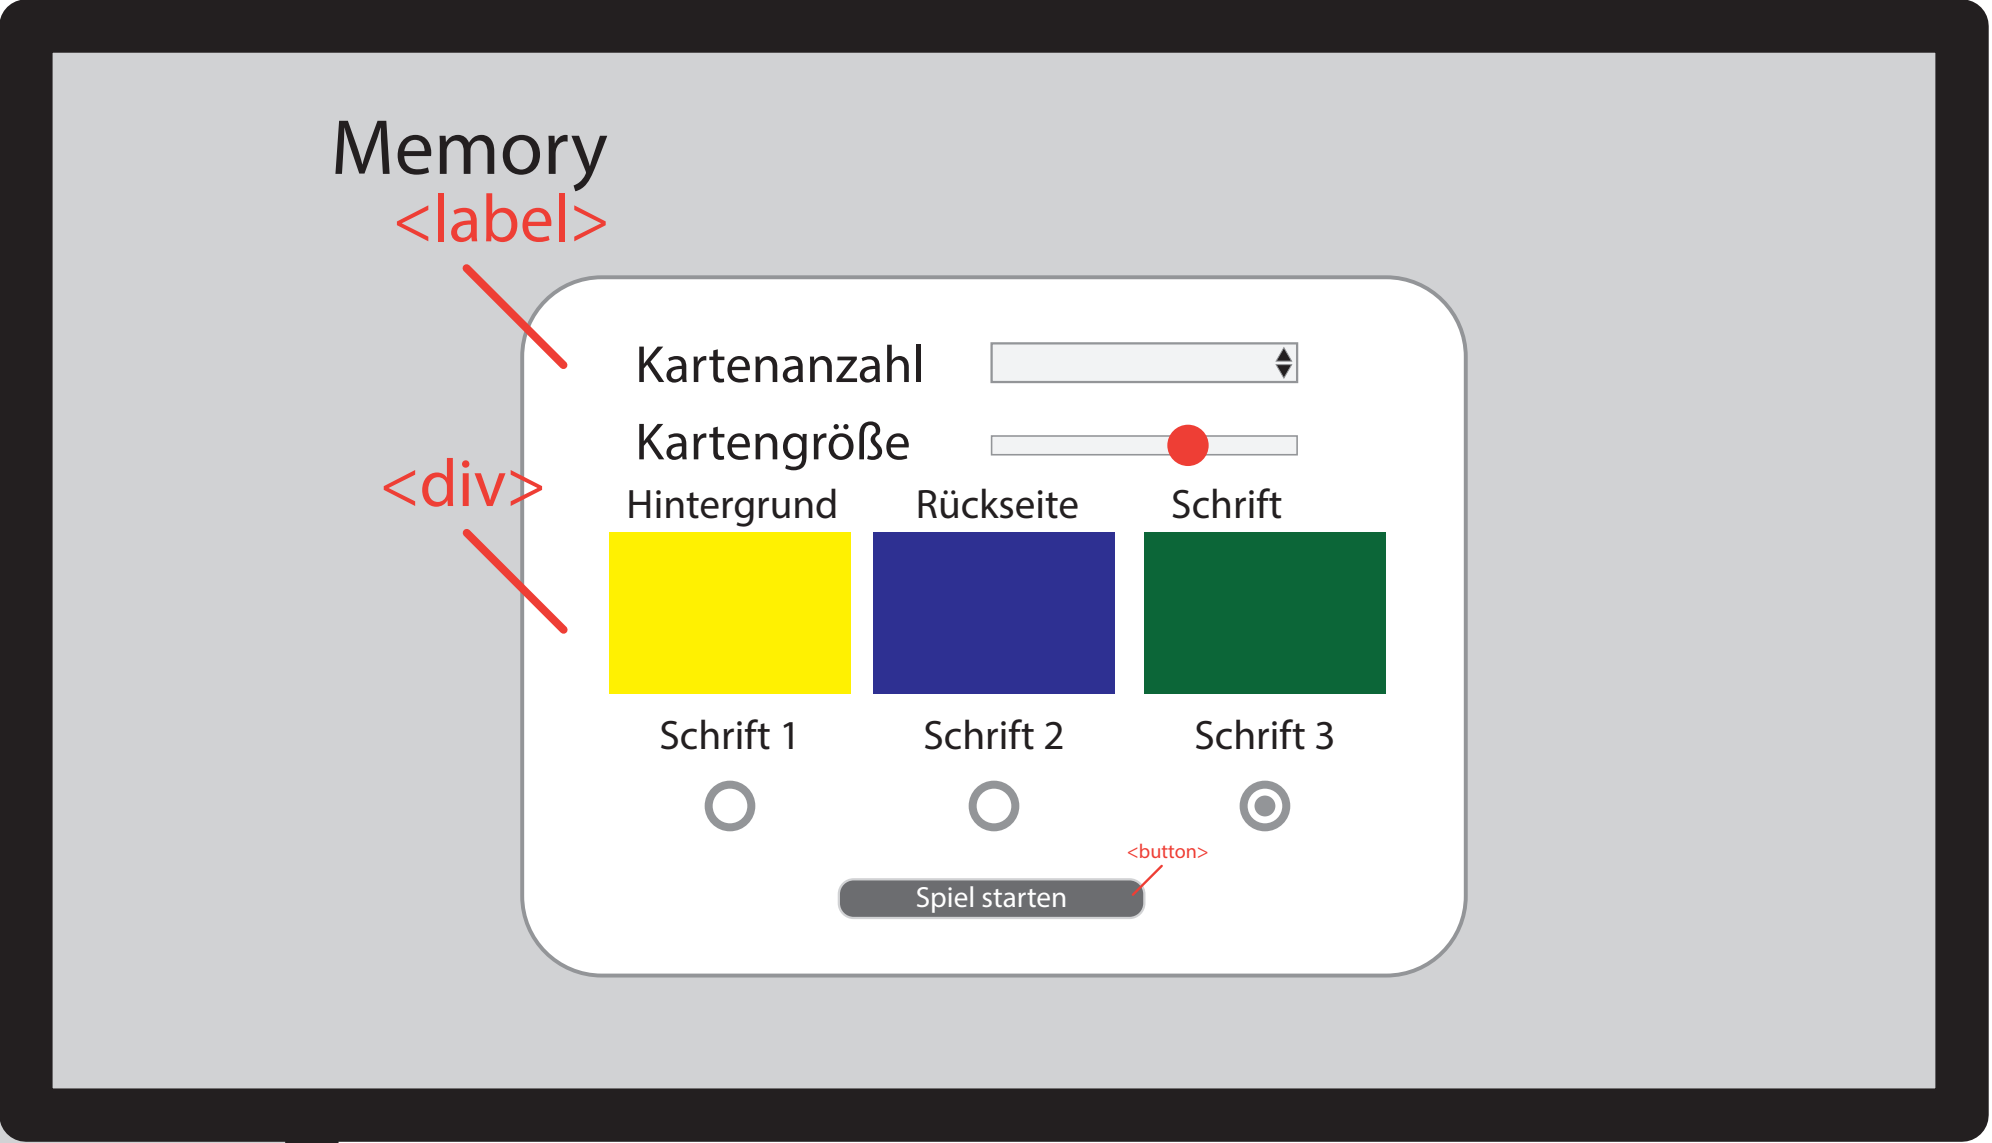 Memory
<label>
Kartenanzahl
Kartengröße
<div>
Hintergrund Rückseite Schrift
Schrift 1 Schrift 2 Schrift 3
<button>
Spiel starten